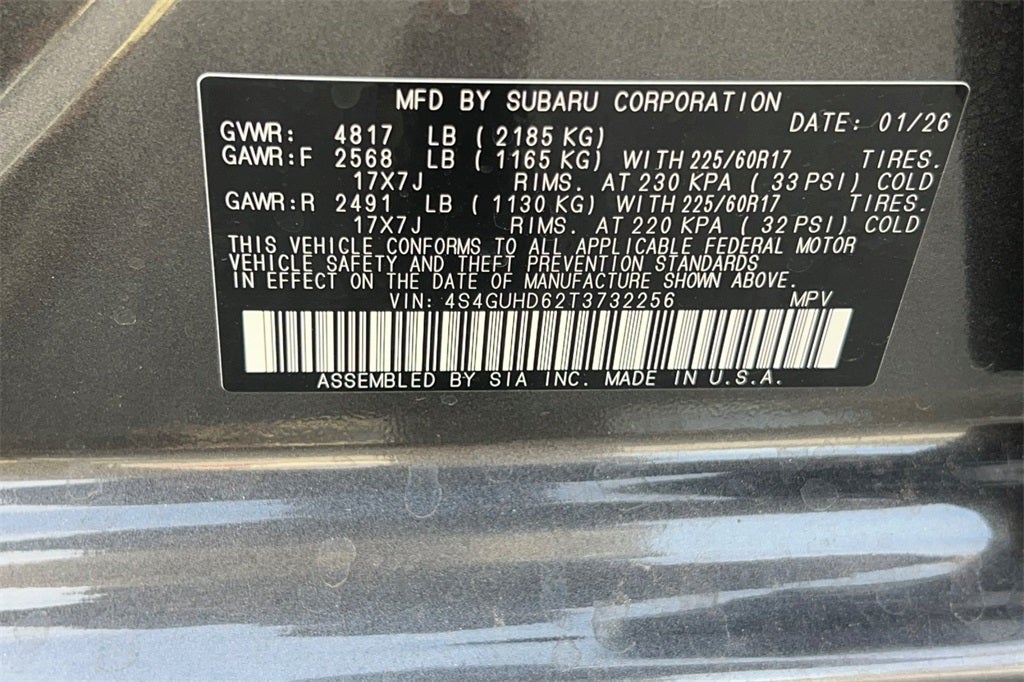 MFD BY SUBARU CORPORATION
DATE: 01/26
GVWR: 4817 LB ( 2185 KG)
GAWR:F 2568 LB ( 1165 KG) WITH 225/60R17 TIRES.
17X7J RIMS. AT 230 KPA ( 33 PSI) COLD
GAWR:R 2491 LB ( 1130 KG) WITH 225/60R17 TIRES.
17X7J RIMS. AT 220 KPA ( 32 PSI) COLD
THIS VEHICLE CONFORMS TO ALL APPLICABLE FEDERAL MOTOR
VEHICLE SAFETY AND THEFT PREVENTION STANDARDS
IN EFFECT ON THE DATE OF MANUFACTURE SHOWN ABOVE.
VIN: 4S4GUHD62T3732256 MPV
ASSEMBLED BY SIA INC. MADE IN U.S.A.